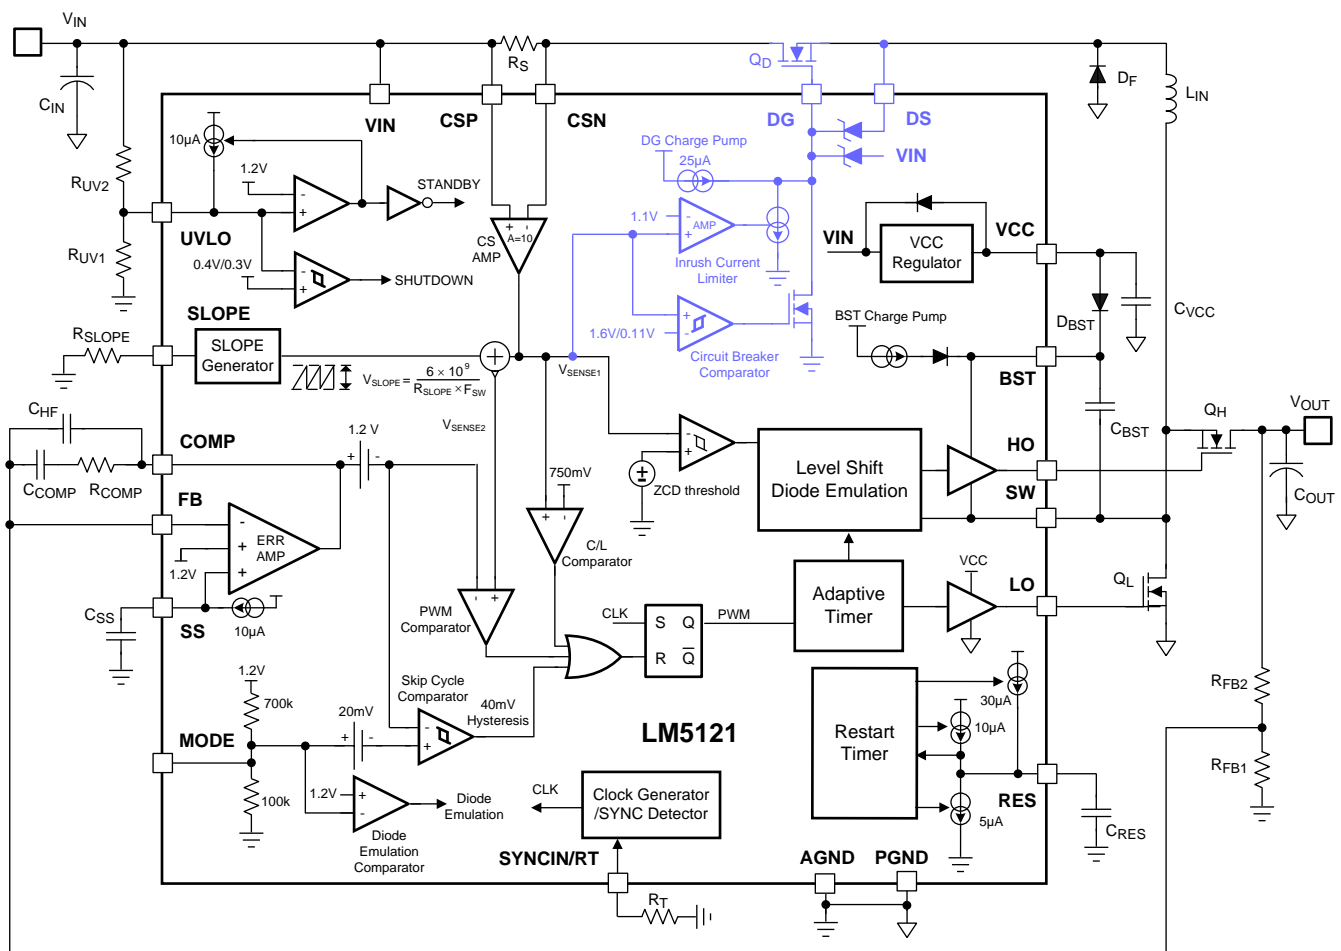 VIN
CIN
RS
QD
DF
LIN
VIN
CSP
CSN
DG
DS
10µA
DG Charge Pump
25µA
VIN
RUV2
1.2V
-
+
STANDBY
+ -
A=10
CS
AMP
1.1V
-
+
AMP
Inrush Current
Limiter
VIN
VCC
Regulator
VCC
UVLO
RUV1
0.4V/0.3V
-
+
SHUTDOWN
CVCC
DBST
SLOPE
RSLOPE
SLOPE
Generator
VSLOPE = 6 × 10^9 / RSLOPE × FSW
+
VSENSE1
VSENSE2
1.6V/0.11V
+
-
Circuit Breaker
Comparator
BST Charge Pump
BST
CBST
CHF
COMP
CCOMP
RCOMP
1.2 V
+ -
750mV
+ -
C/L
Comparator
-
+
ZCD threshold
Level Shift
Diode Emulation
HO
SW
QH
VOUT
COUT
FB
-
+
+
ERR
AMP
1.2V
CSS
SS
10µA
- +
PWM
Comparator
CLK
S Q
R Q
PWM
Adaptive
Timer
VCC
LO
QL
1.2V
700k
MODE
100k
20mV
+ -
Skip Cycle
Comparator
-
+
40mV
Hysteresis
LM5121
Restart
Timer
30µA
10µA
5µA
RES
CRES
RFB2
RFB1
1.2V
+
-
Diode
Emulation
Diode
Emulation
Comparator
CLK
Clock Generator
/SYNC Detector
SYNCIN/RT
RT
AGND
PGND